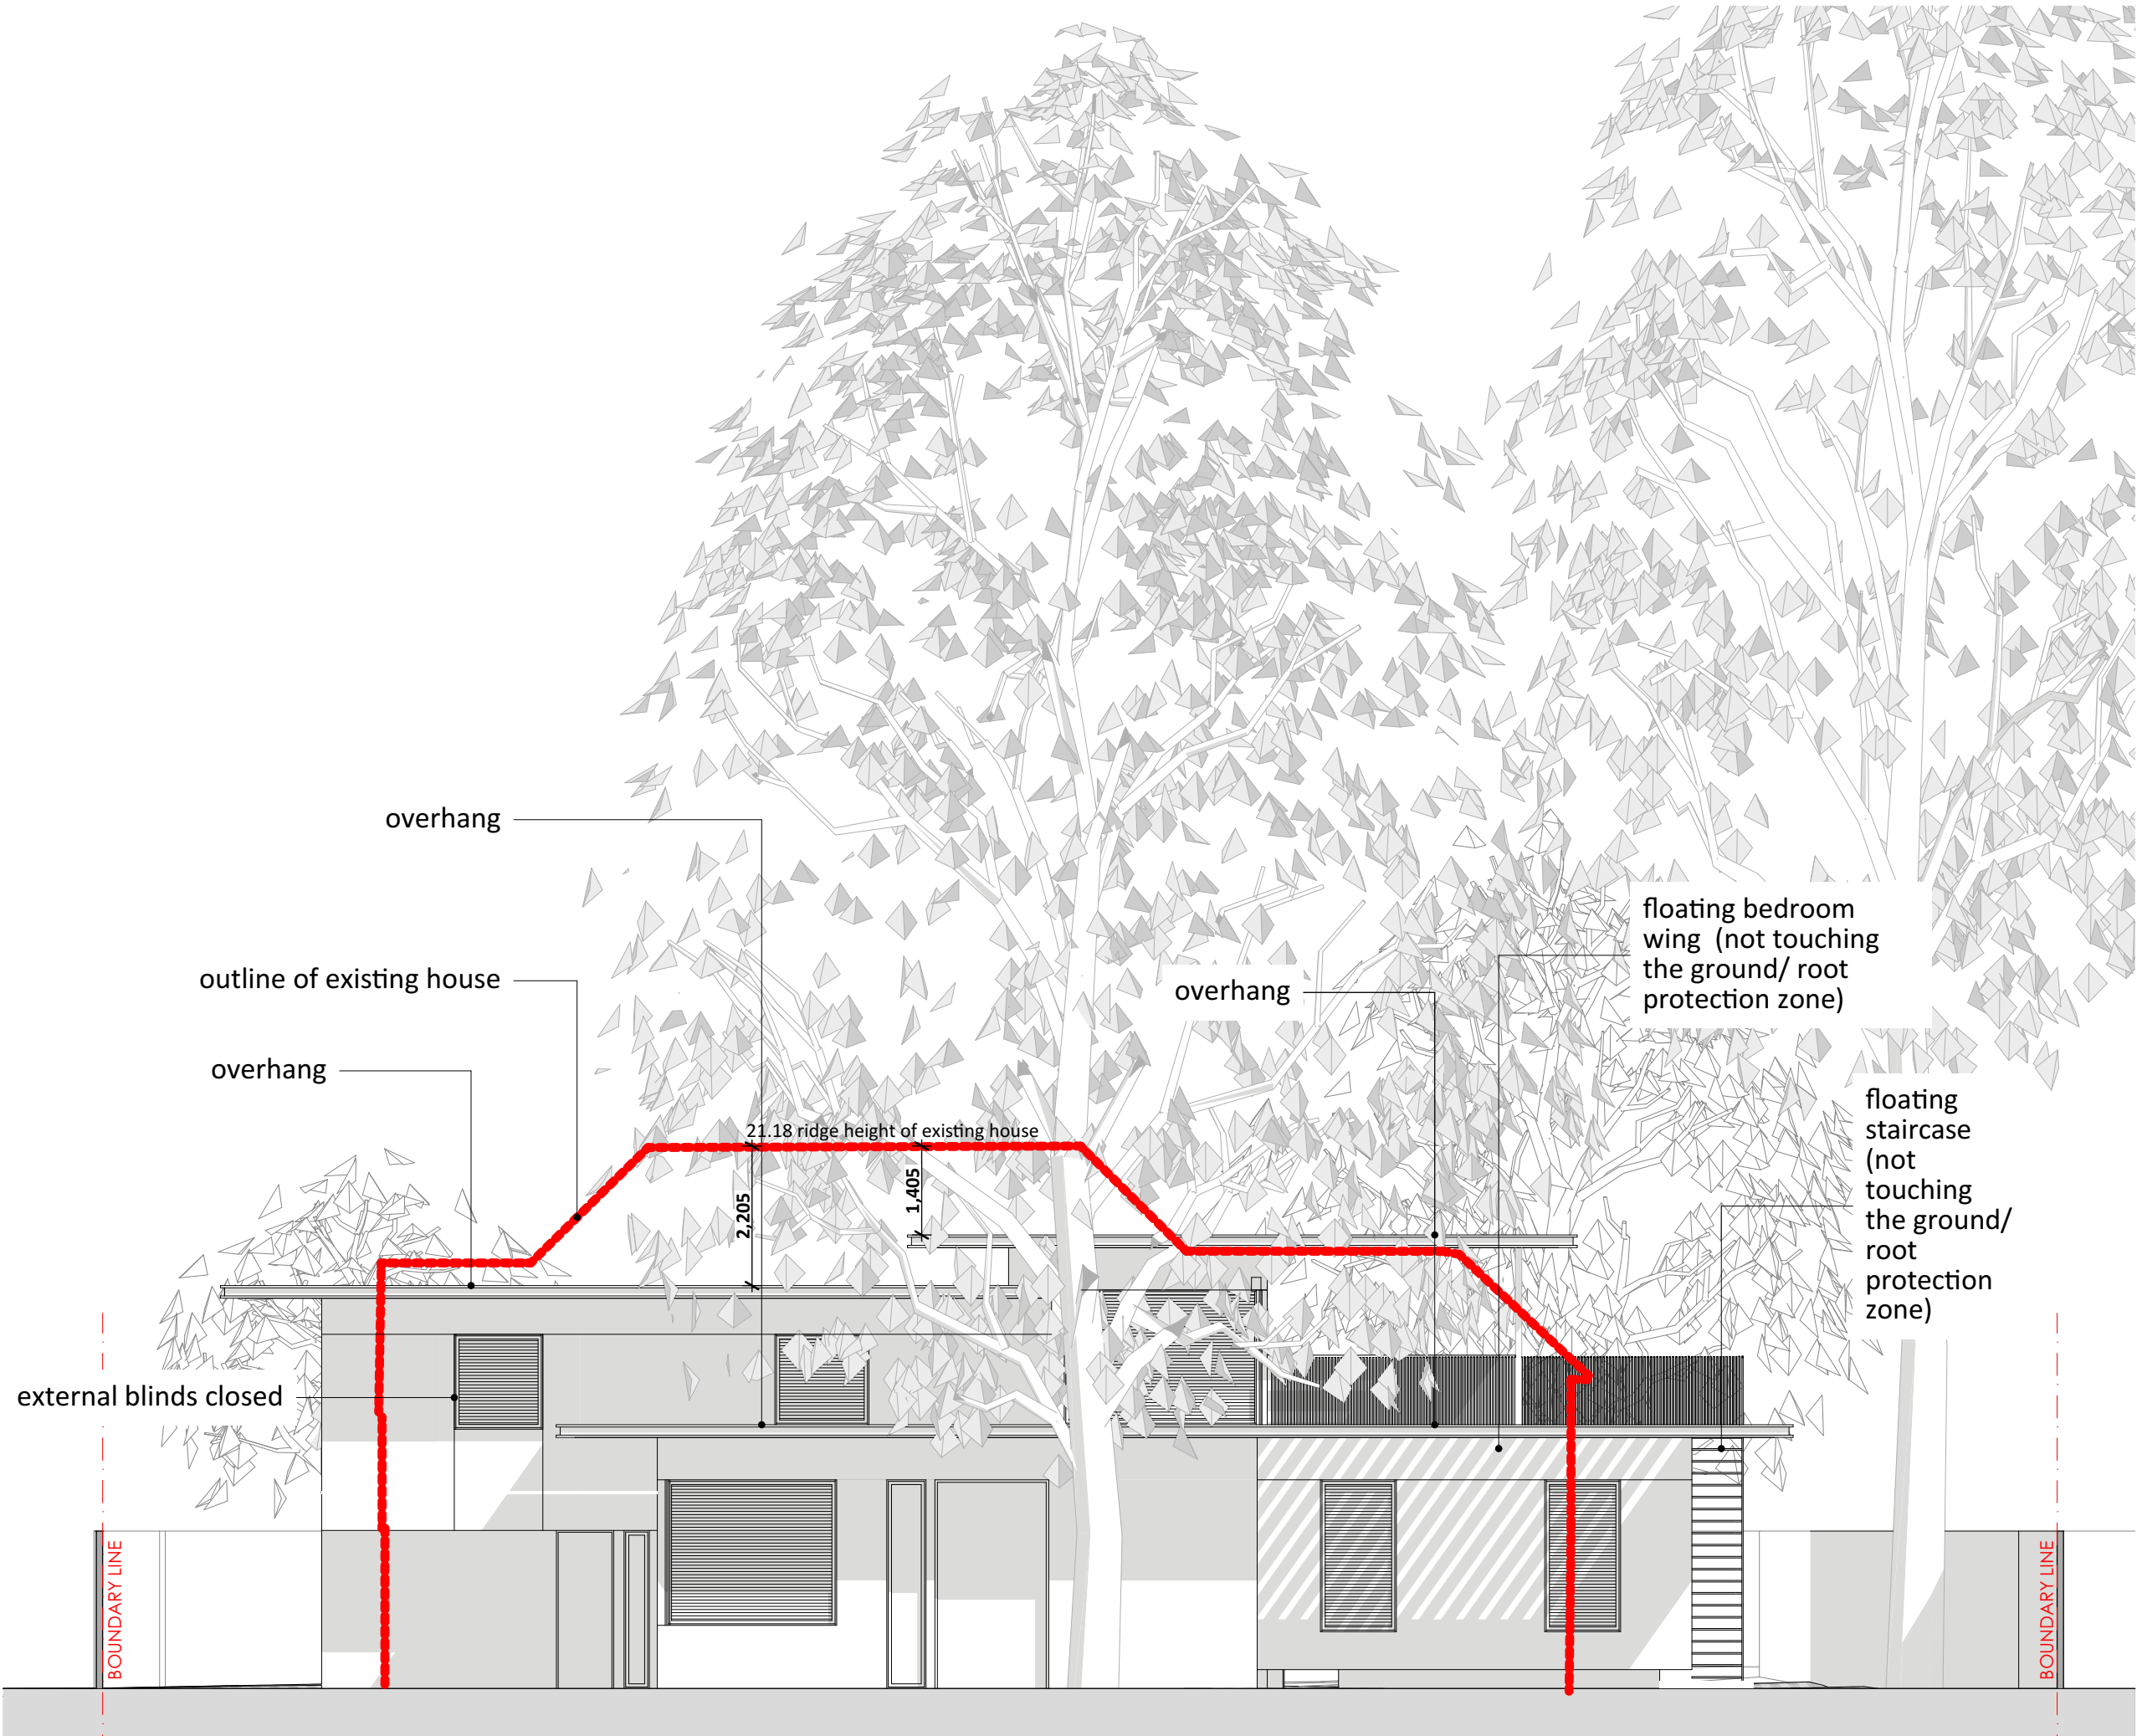 overhang
floating bedroom
wing (not touching
the ground/ root
protection zone)
outline of existing house
overhang
overhang
floating
staircase
(not
touching
the ground/
root
protection
zone)
21.18 ridge height of existing house
2,205
1,405
external blinds closed
BOUNDARY LINE
BOUNDARY LINE